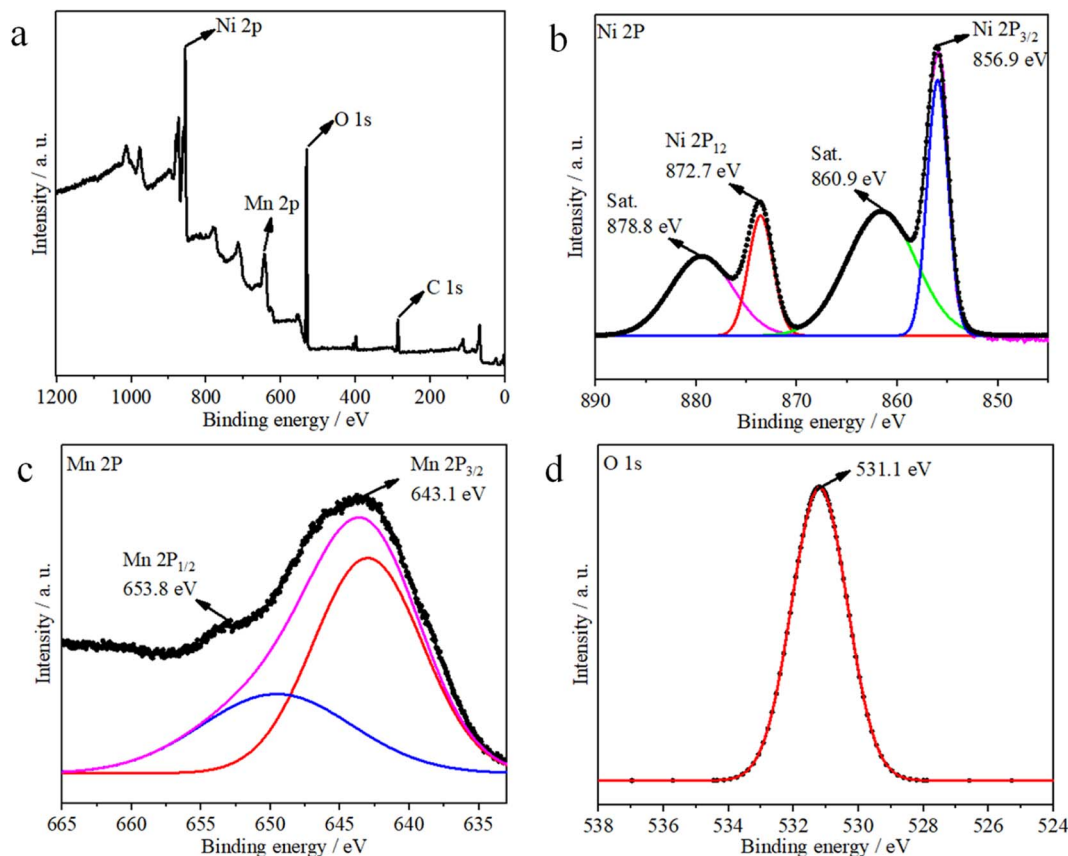 a
Ni 2p
O 1s
Mn 2p
C 1s
Intensity / a. u.
1200 1000 800 600 400 200 0
Binding energy / eV
b
Ni 2P
Ni 2P3/2
856.9 eV
Ni 2P12
872.7 eV
Sat.
860.9 eV
Sat.
878.8 eV
Intensity / a. u.
890 880 870 860 850
Binding energy / eV
c
Mn 2P
Mn 2P3/2
643.1 eV
Mn 2P1/2
653.8 eV
Intensity / a. u.
665 660 655 650 645 640 635
Binding energy / eV
d
O 1s
531.1 eV
Intensity / a. u.
538 536 534 532 530 528 526 524
Binding energy / eV